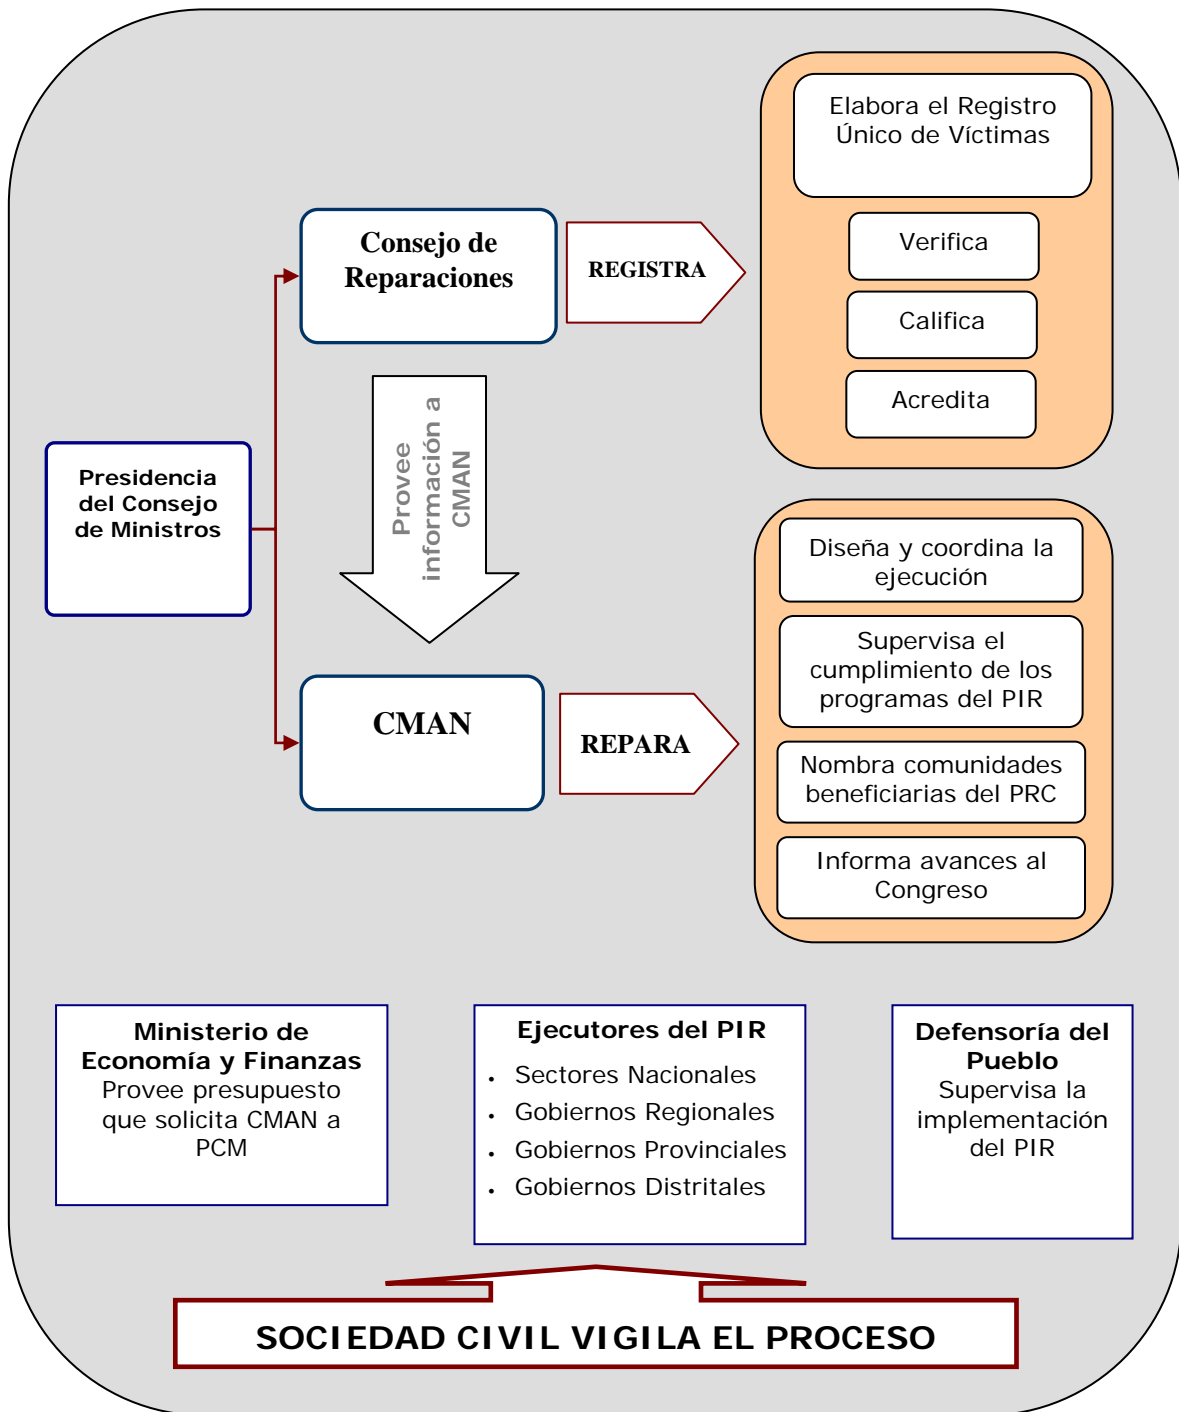 Elabora el Registro
Único de Víctimas
Verifica
Califica
Acredita
Consejo de
Reparaciones
REGISTRA
Provee
información a
CMAN
Presidencia
del Consejo
de Ministros
CMAN
REPARA
Diseña y coordina la
ejecución
Supervisa el
cumplimiento de los
programas del PIR
Nombra comunidades
beneficiarias del PRC
Informa avances al
Congreso
Ministerio de
Economía y Finanzas
Provee presupuesto
que solicita CMAN a
PCM
Ejecutores del PIR
• Sectores Nacionales
• Gobiernos Regionales
• Gobiernos Provinciales
• Gobiernos Distritales
Defensoría del
Pueblo
Supervisa la
implementación
del PIR
SOCIEDAD CIVIL VIGILA EL PROCESO